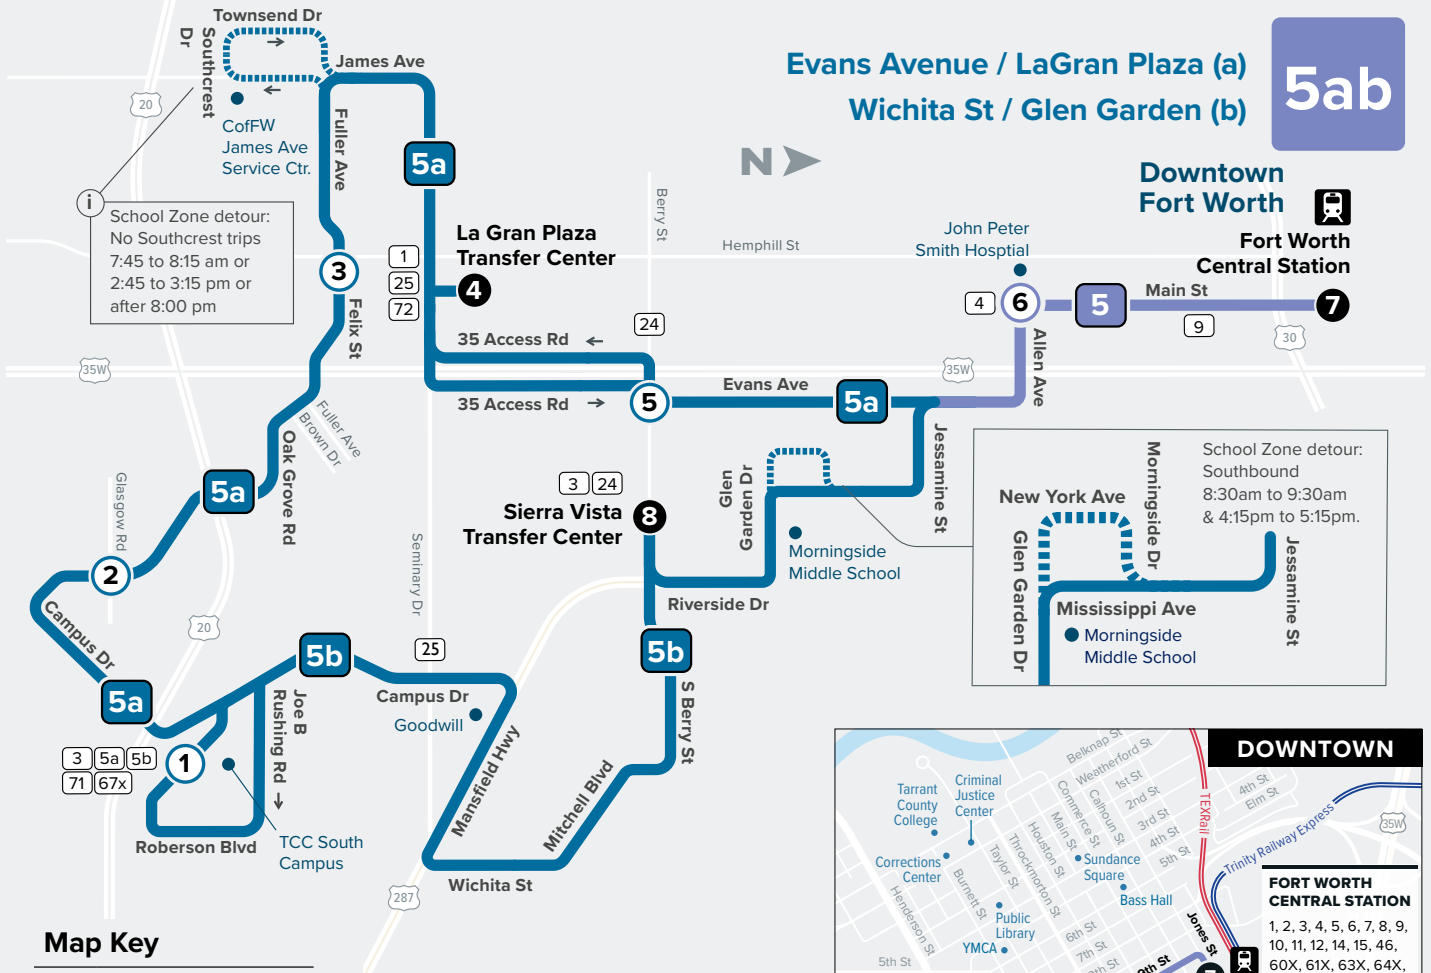 Townsend Dr
Southcrest
Dr
James Ave
20
CofFW
James Ave
Service Ctr.
Fuller Ave
5a
Evans Avenue / LaGran Plaza (a)
Wichita St / Glen Garden (b)
5ab
N
Downtown
Fort Worth
i
School Zone detour:
No Southcrest trips
7:45 to 8:15 am or
2:45 to 3:15 pm or
after 8:00 pm
Berry St
Hemphill St
John Peter
Smith Hosptial
Fort Worth
Central Station
La Gran Plaza
Transfer Center
3
1
25
72
4
4
6
5
Main St
7
9
Felix St
24
30
35 Access Rd
35W
35W
Allen Ave
35 Access Rd
5
Evans Ave
5a
Fuller Ave
Brown Dr
Oak Grove Rd
Jessamine St
Glasgow Rd
5a
3
24
Sierra Vista
Transfer Center
8
Glen
Garden Dr
Morningside
Middle School
School Zone detour:
Southbound
8:30am to 9:30am
& 4:15pm to 5:15pm.
New York Ave
Morningside Dr
Glen Garden Dr
Jessamine St
Mississippi Ave
Morningside
Middle School
2
Seminary Dr
Riverside Dr
Campus Dr
20
5b
25
5b
5a
Campus Dr
Goodwill
Joe B
Rushing Rd
S Berry St
Mansfield Hwy
Mitchell Blvd
3
5a
5b
71
67x
1
Roberson Blvd
TCC South
Campus
Wichita St
287
Map Key
DOWNTOWN
Belknap St
Weatherford St
1st St
2nd St
3rd St
4th St
5th St
4th St
Elm St
Tarrant
County
College
Criminal
Justice
Center
Commerce St
Calhoun St
Main St
Houston St
Throckmorton St
Taylor St
Burnett St
Henderson St
TEXRail
Trinity Railway Express
35W
Corrections
Center
Sundance
Square
Bass Hall
Public
Library
YMCA
6th St
7th St
8th St
9th St
5th St
Jones St
7
FORT WORTH
CENTRAL STATION
1, 2, 3, 4, 5, 6, 7, 8, 9,
10, 11, 12, 14, 15, 46,
60X, 61X, 63X, 64X,